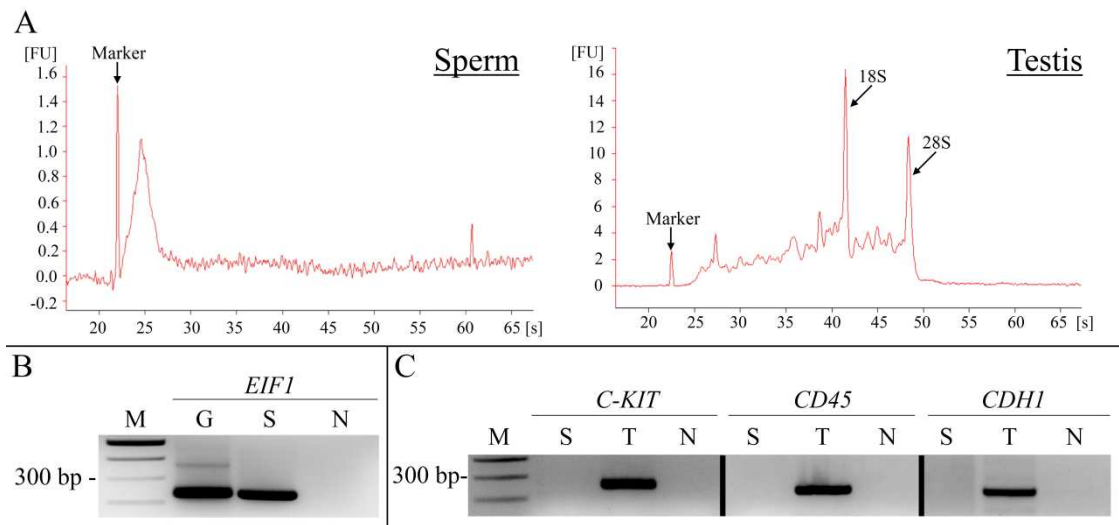 A
[FU]
Marker
Sperm
1.6
1.4
1.2
1.0
0.8
0.6
0.4
0.2
0.0
-0.2
20 25 30 35 40 45 50 55 60 65 [s]
[FU]
Testis
16
14
12
10
8
6
4
2
0
18S
28S
Marker
20 25 30 35 40 45 50 55 60 65 [s]
B
EIF1
M G S N
300 bp -
C
C-KIT CD45 CDH1
M S T N S T N S T N
300 bp-